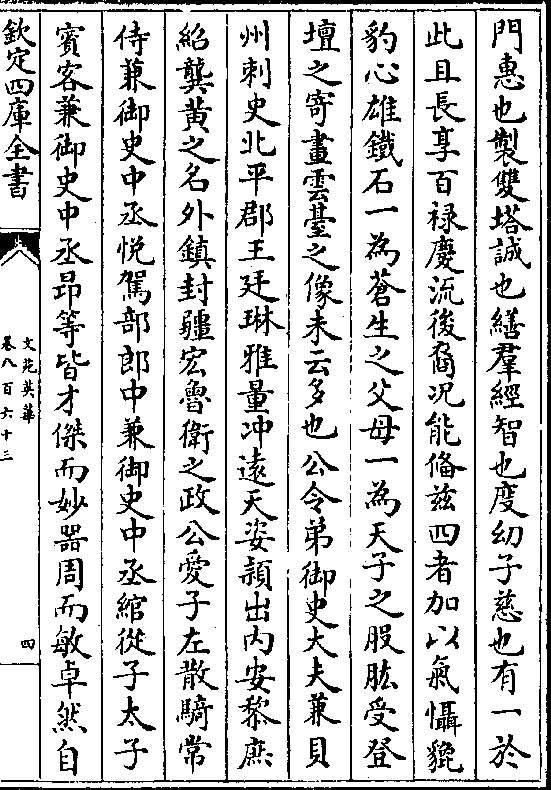 門惠也製雙塔誠也繕羣經智也度幼子慈也有一於
此且長享百禄慶流後裔况能俻兹四者加以氣懾貔
豹心雄鐵石一為蒼生之父母一為天子之股肱受登
壇之寄畫雲臺之像未云多也公令弟御史大夫兼貝
州刺史北平郡王廷琳雅量冲遠天姿頴出内安黎庶
紹龔黄之名外鎮封疆宏魯衛之政公愛子左散騎常
侍兼御史中丞恱駕部郎中兼御史中丞綰從子太子
賓客兼御史中丞昂等皆才傑而妙器周而敏卓然自
欽定四庫全書
文苑英華
卷八百六十三
四